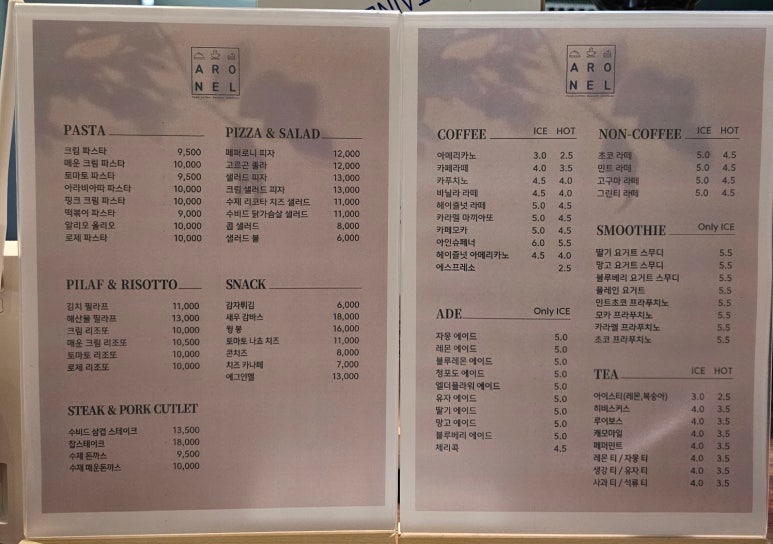 ARO
NEL
PASTA
크림 파스타 9,500
매운 크림 파스타 10,000
토마토 파스타 9,500
아라비아따 파스타 10,000
핑크 크림 파스타 10,000
떡볶이 파스타 9,000
알리오 올리오 10,000
로제 파스타 10,000
PIZZA & SALAD
페퍼로니 피자 12,000
고르곤 졸라 12,000
샐러드 피자 13,000
크림 샐러드 피자 13,000
수제 리코타 치즈 샐러드 11,000
수비드 닭가슴살 샐러드 11,000
콥 샐러드 8,000
샐러드 볼 6,000
PILAF & RISOTTO
김치 필라프 11,000
해산물 필라프 13,000
크림 리조또 10,000
매운 크림 리조또 10,500
토마토 리조또 10,000
로제 리조또 10,000
SNACK
감자튀김 6,000
새우 감바스 18,000
윙 봉 16,000
토마토 나쵸 치즈 11,000
콘치즈 8,000
치즈 카나페 7,000
에그인헬 13,000
STEAK & PORK CUTLET
수비드 삼겹 스테이크 13,500
찹스테이크 18,000
수제 돈까스 9,500
수제 매운돈까스 10,000
ARO
NEL
COFFEE ICE HOT
아메리카노 3.0 2.5
카페라떼 4.0 3.5
카푸치노 4.5 4.0
바닐라 라떼 4.5 4.0
헤이즐넛 라떼 5.0 4.5
카라멜 마끼아또 5.0 4.5
카페모카 5.0 4.5
아인슈페너 6.0 5.5
헤이즐넛 아메리카노 4.5 4.0
에스프레소 2.5
ADE Only ICE
자몽 에이드 5.0
레몬 에이드 5.0
블루레몬 에이드 5.0
청포도 에이드 5.0
엘더플라워 에이드 5.0
유자 에이드 5.0
딸기 에이드 5.0
망고 에이드 5.0
블루베리 에이드 5.0
체리콕 4.5
NON-COFFEE ICE HOT
초코 라떼 5.0 4.5
민트 라떼 5.0 4.5
고구마 라떼 5.0 4.5
그린티 라떼 5.0 4.5
SMOOTHIE Only ICE
딸기 요거트 스무디 5.5
망고 요거트 스무디 5.5
블루베리 요거트 스무디 5.5
플레인 요거트 5.5
민트초코 프라푸치노 5.5
모카 프라푸치노 5.5
카라멜 프라푸치노 5.5
초코 프라푸치노 5.5
TEA ICE HOT
아이스티(레몬,복숭아) 3.0 2.5
히비스커스 4.0 3.5
루이보스 4.0 3.5
캐모마일 4.0 3.5
페퍼민트 4.0 3.5
레몬 티 / 자몽 티 4.0 3.5
생강 티 / 유자 티 4.0 3.5
사과 티 / 석류 티 4.0 3.5